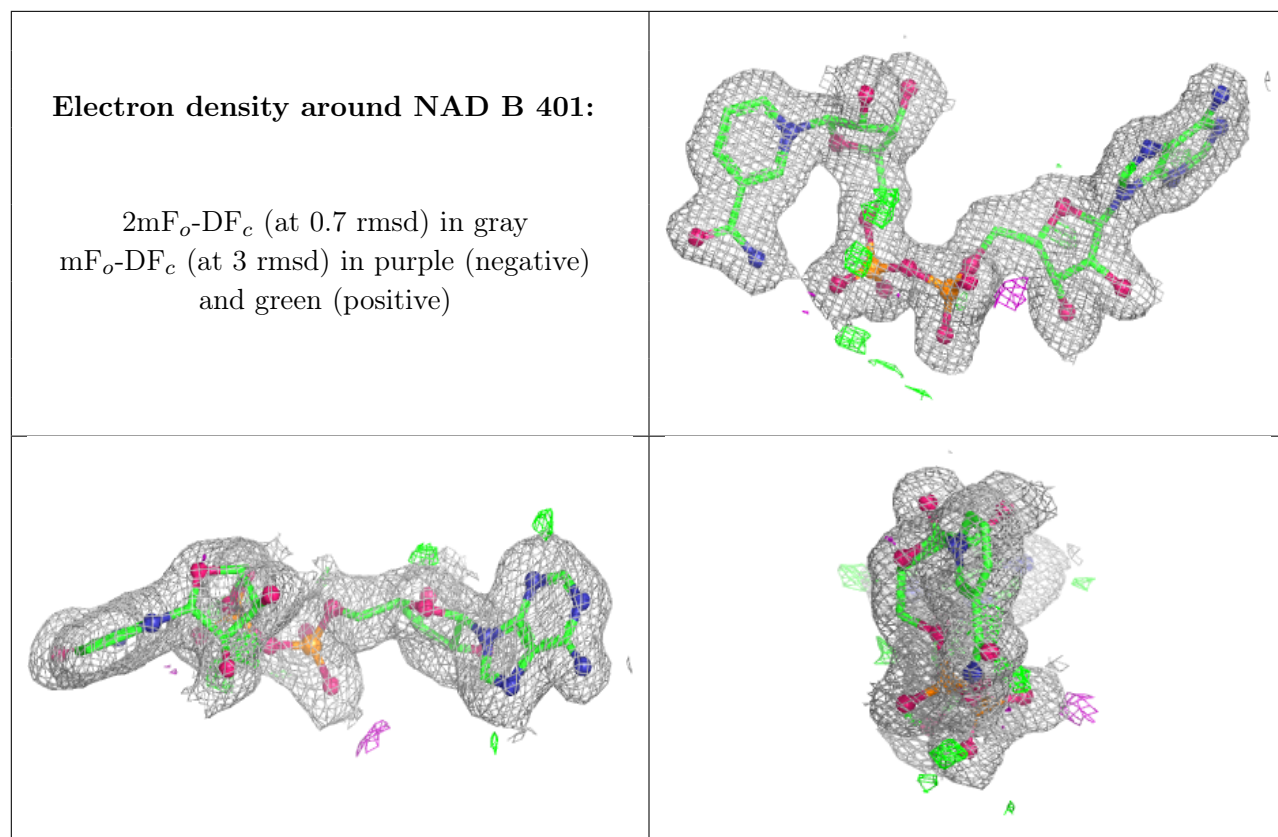 Electron density around NAD B 401:
2mFₒ-DF𝒸 (at 0.7 rmsd) in gray
mFₒ-DF𝒸 (at 3 rmsd) in purple (negative)
and green (positive)